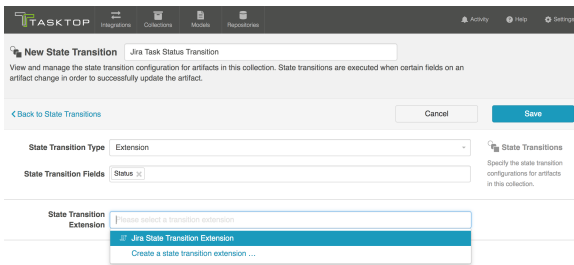 TASKTOP
Integrations
Collections
Models
Repositories
Activity
Help
Settings
New State Transition
Jira Task Status Transition
View and manage the state transition configuration for artifacts in this collection. State transitions are executed when certain fields on an
artifact change in order to successfully update the artifact.
Back to State Transitions
Cancel
Save
State Transition Type
Extension
State Transitions
Specify the state transition
configurations for artifacts
in this collection.
State Transition Fields
Status
State Transition
Extension
Please select a transition extension
Jira State Transition Extension
Create a state transition extension ...